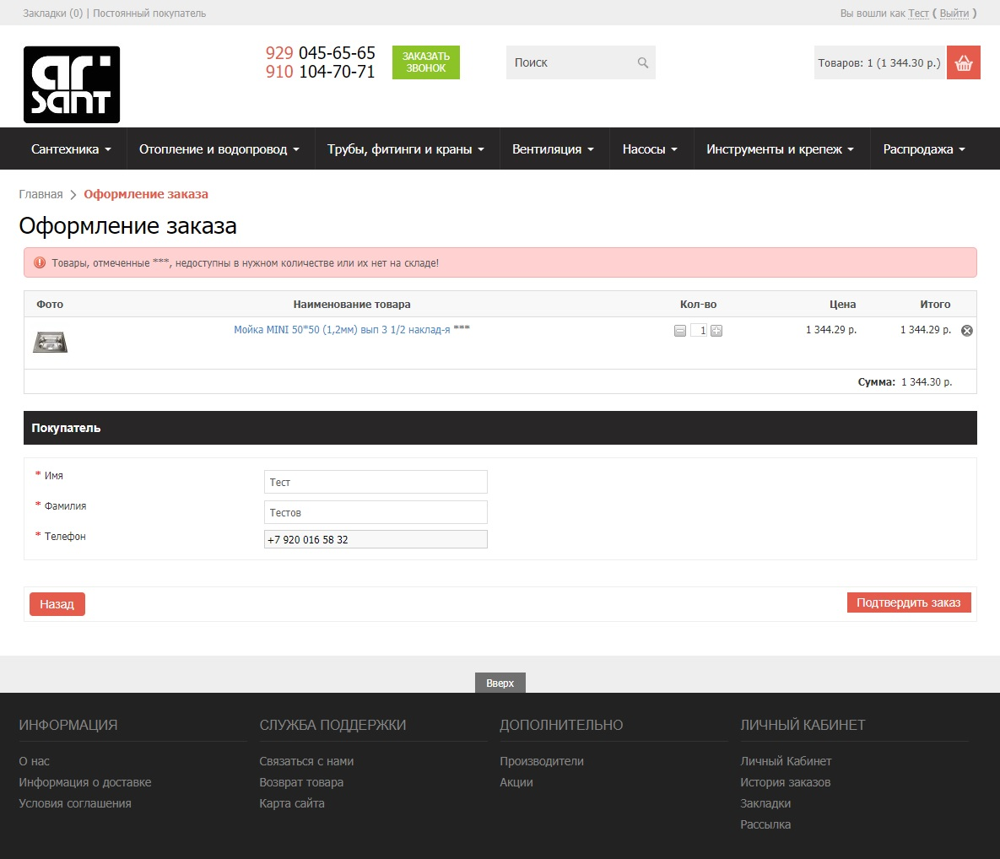 Закладки (0) | Постоянный покупатель
Вы вошли как Тест ( Выйти )
ar sant
929 045-65-65
910 104-70-71
ЗАКАЗАТЬ
ЗВОНОК
Поиск
Товаров: 1 (1 344.30 р.)
Сантехника
Отопление и водопровод
Трубы, фитинги и краны
Вентиляция
Насосы
Инструменты и крепеж
Распродажа
Главная > Оформление заказа
Оформление заказа
Товары, отмеченные ***, недоступны в нужном количестве или их нет на складе!
Фото Наименование товара Кол-во Цена Итого
Мойка MINI 50*50 (1,2мм) вып 3 1/2 наклад-я *** 1 1 344.29 р. 1 344.29 р.
Сумма: 1 344.30 р.
Покупатель
* Имя Тест
* Фамилия Тестов
* Телефон +7 920 016 58 32
Назад
Подтвердить заказ
Вверх
ИНФОРМАЦИЯ
О нас
Информация о доставке
Условия соглашения
СЛУЖБА ПОДДЕРЖКИ
Связаться с нами
Возврат товара
Карта сайта
ДОПОЛНИТЕЛЬНО
Производители
Акции
ЛИЧНЫЙ КАБИНЕТ
Личный Кабинет
История заказов
Закладки
Рассылка